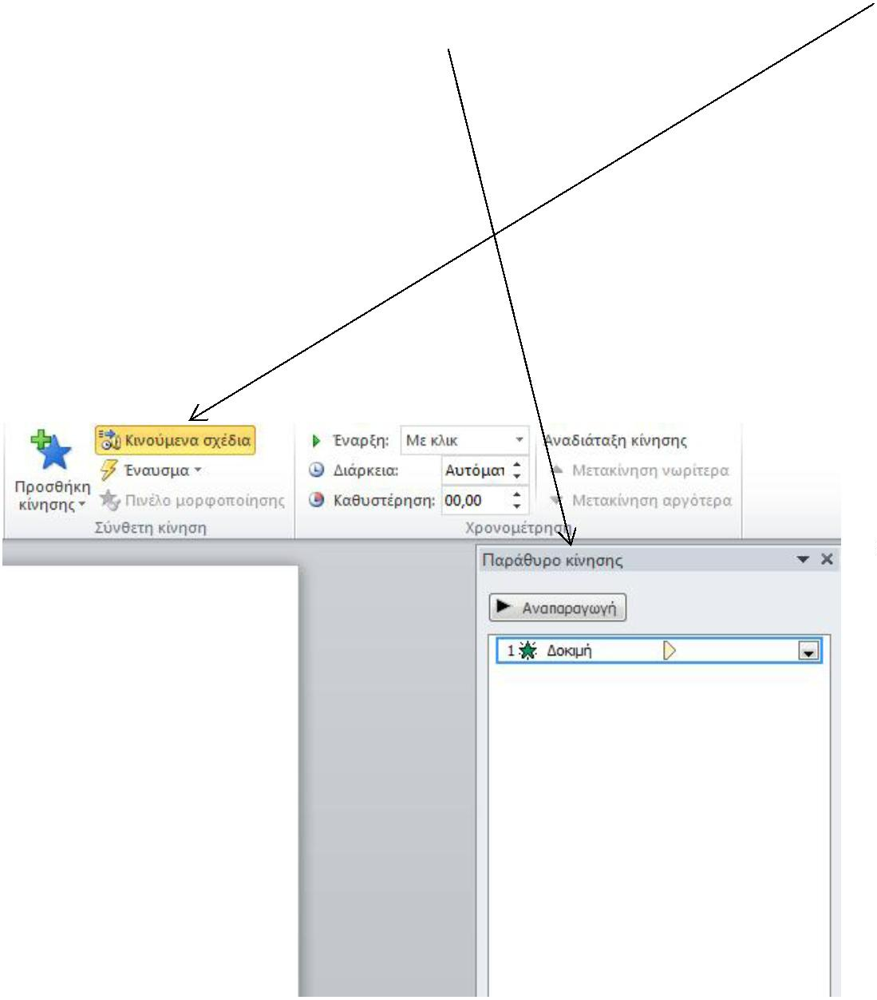 Προσθήκη
κίνησης
Κινούμενα σχέδια
Έναυσμα
Πινέλο μορφοποίησης
Σύνθετη κίνηση
Έναρξη: Με κλικ
Διάρκεια: Αυτόματ
Καθυστέρηση: 00,00
Αναδιάταξη κίνησης
Μετακίνηση νωρίτερα
Μετακίνηση αργότερα
Χρονομέτρηση
Παράθυρο κίνησης
Αναπαραγωγή
1 Δοκιμή